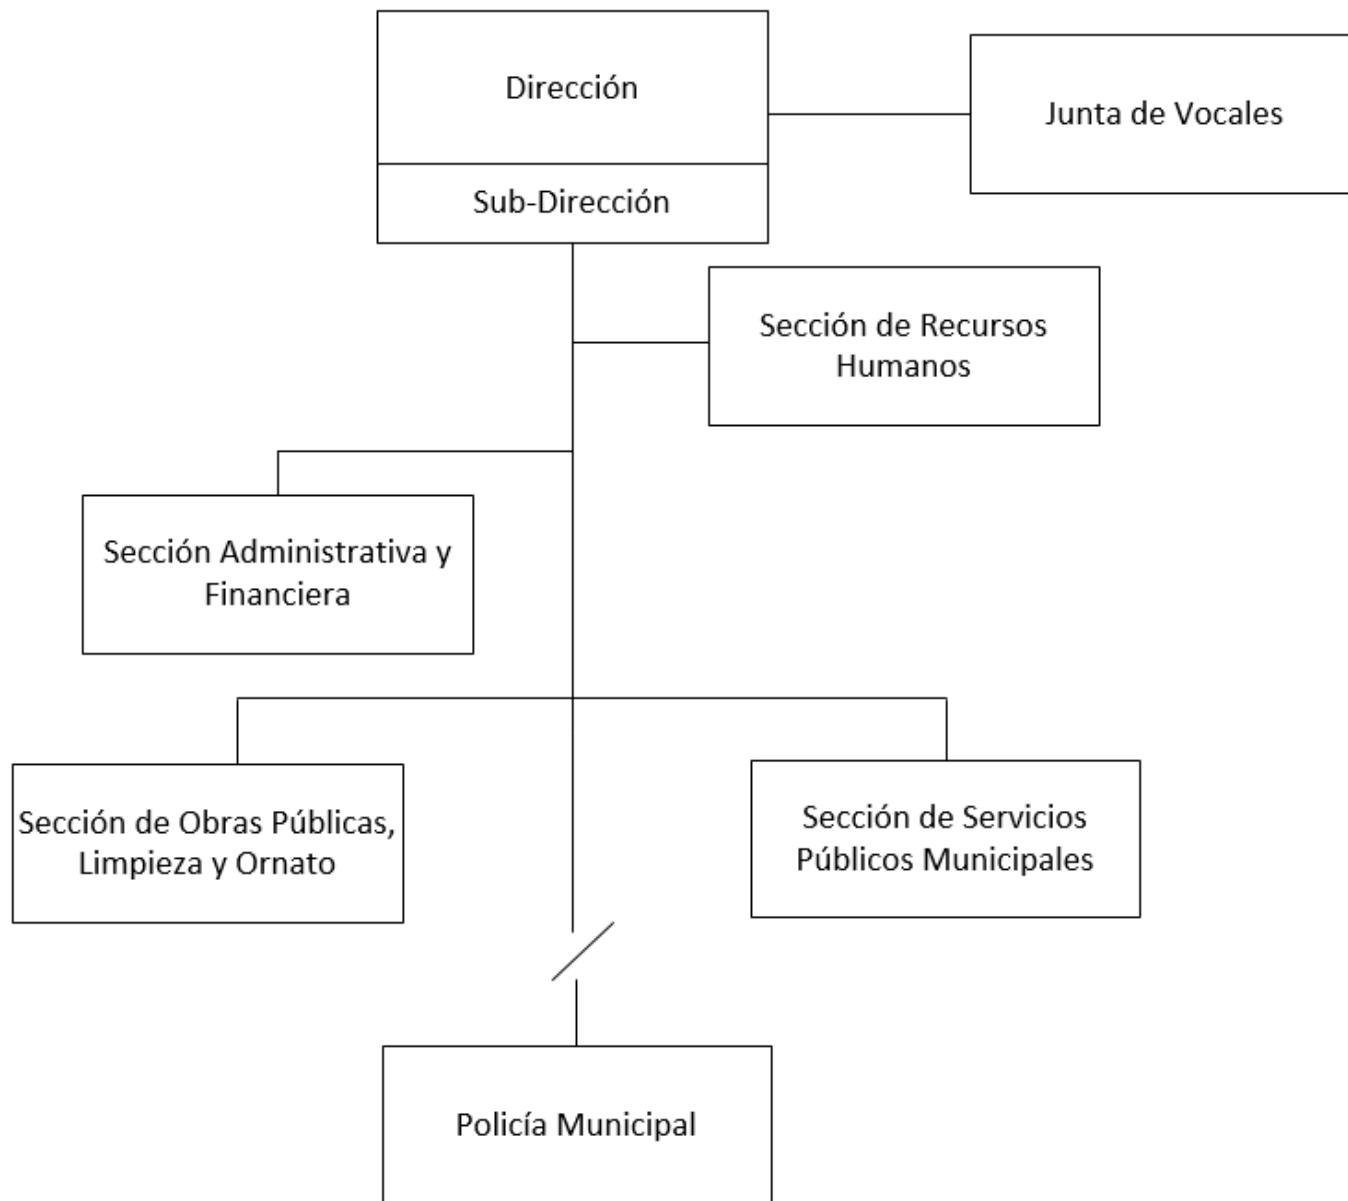 Dirección
Junta de Vocales
Sub-Dirección
Sección de Recursos
Humanos
Sección Administrativa y
Financiera
Sección de Obras Públicas,
Limpieza y Ornato
Sección de Servicios
Públicos Municipales
Policía Municipal